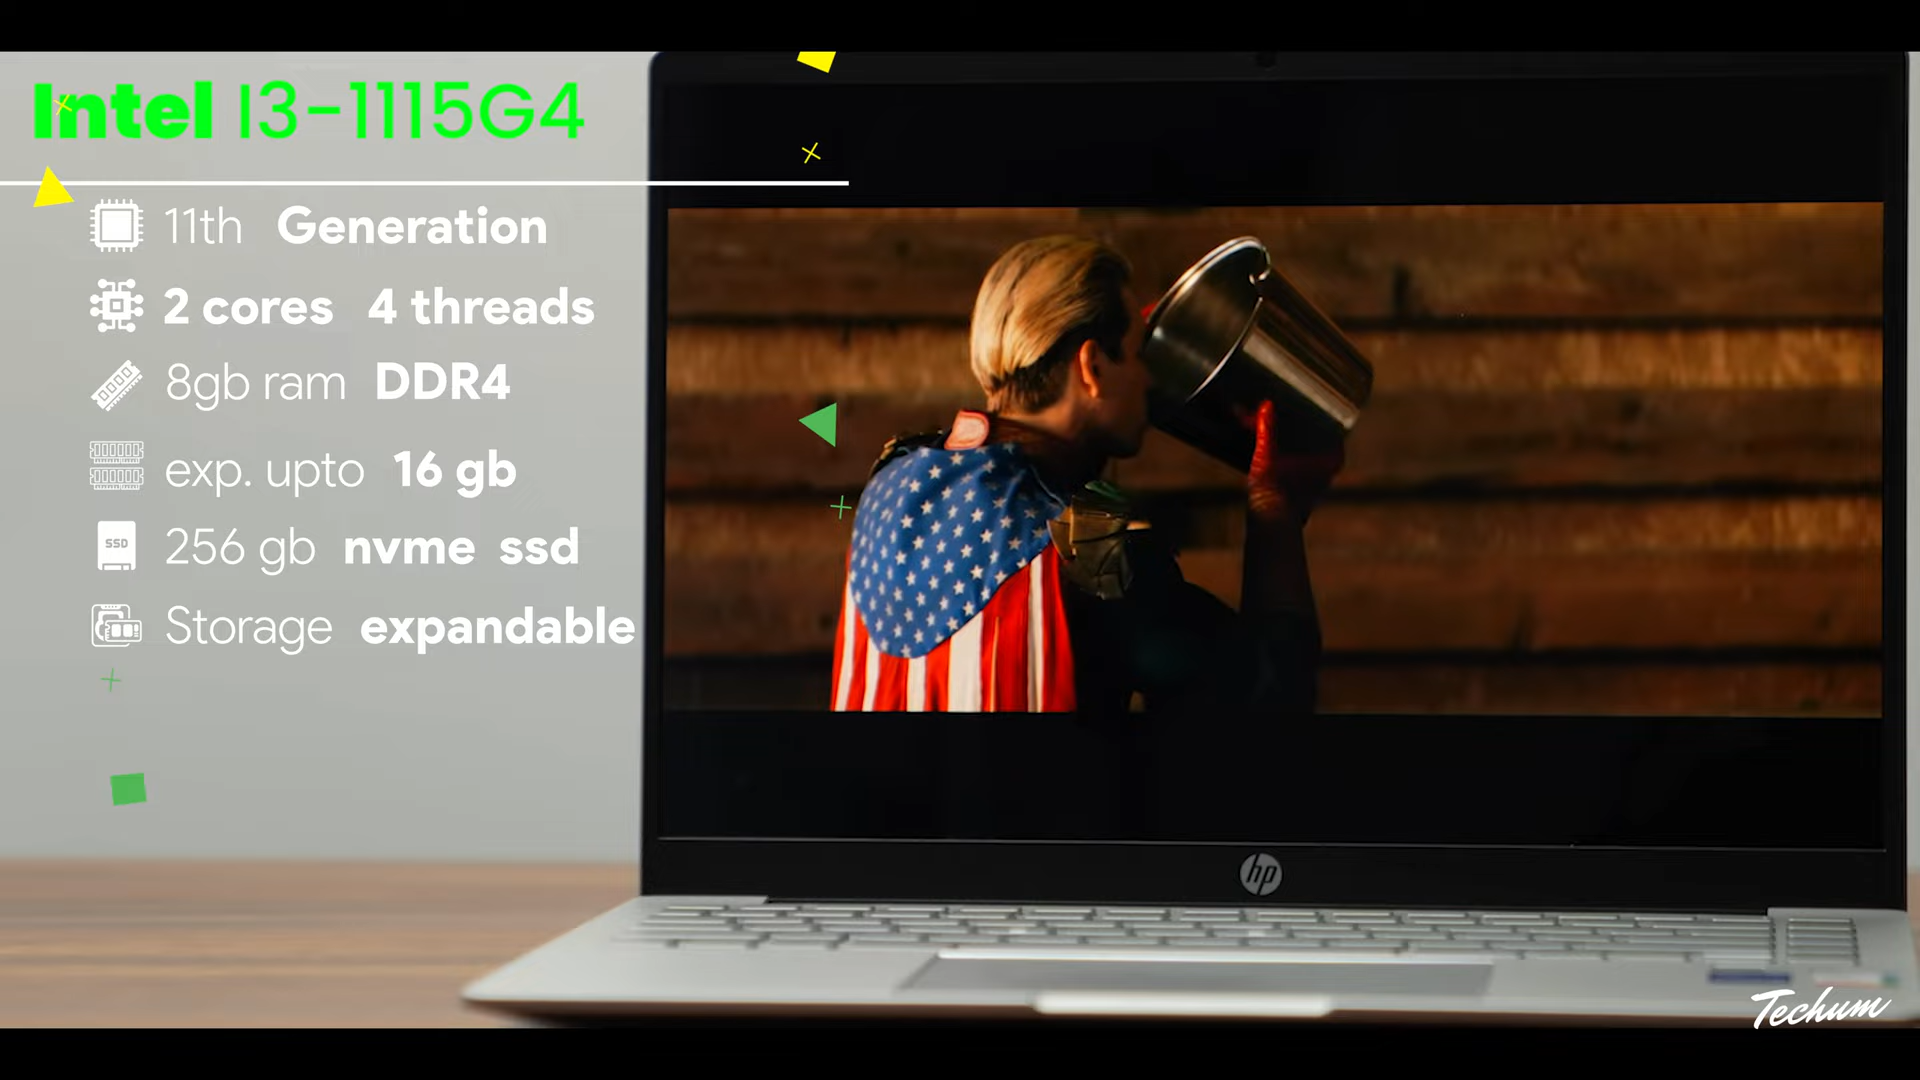 Intel I3-1115G4
11th Generation
2 cores 4 threads
8gb ram DDR4
exp. upto 16 gb
SSD
256 gb nvme ssd
Storage expandable
hp
Techum